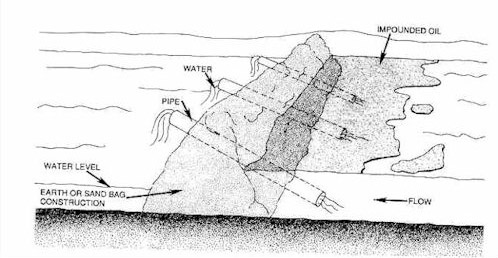 IMPOUNDED OIL
WATER
PIPE
WATER LEVEL
EARTH OR SAND BAG
CONSTRUCTION
FLOW